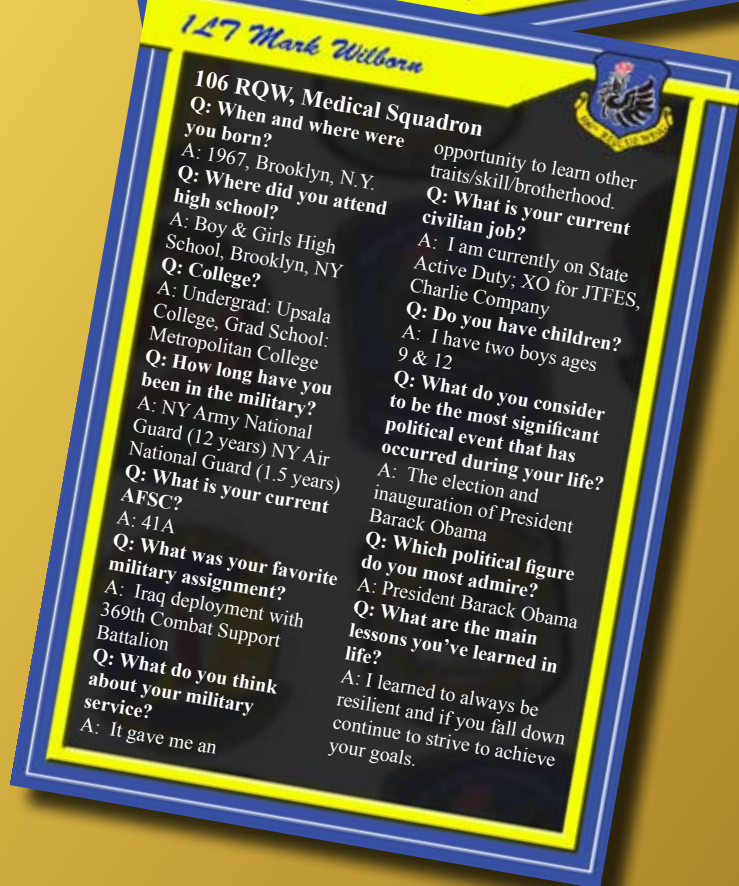 1LT Mark Wilborn
106 RQW, Medical Squadron
Q: When and where were
you born?
A: 1967, Brooklyn, N.Y.
Q: Where did you attend
high school?
A: Boy & Girls High
School, Brooklyn, NY
Q: College?
A: Undergrad: Upsala
College, Grad School:
Metropolitan College
Q: How long have you
been in the military?
A: NY Army National
Guard (12 years) NY Air
National Guard (1.5 years)
Q: What is your current
AFSC?
A: 41A
Q: What was your favorite
military assignment?
A: Iraq deployment with
369th Combat Support
Battalion
Q: What do you think
about your military
service?
A: It gave me an
opportunity to learn other
traits/skill/brotherhood.
Q: What is your current
civilian job?
A: I am currently on State
Active Duty; XO for JTFES,
Charlie Company
Q: Do you have children?
A: I have two boys ages
9 & 12
Q: What do you consider
to be the most significant
political event that has
occurred during your life?
A: The election and
inauguration of President
Barack Obama
Q: Which political figure
do you most admire?
A: President Barack Obama
Q: What are the main
lessons you've learned in
life?
A: I learned to always be
resilient and if you fall down
continue to strive to achieve
your goals.
106TH RESCUE WING